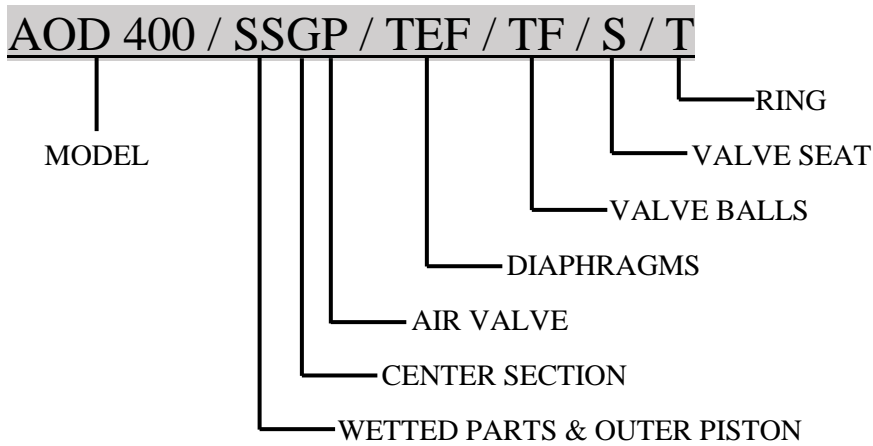 AOD 400 / SSGP / TEF / TF / S / T
RING
MODEL
VALVE SEAT
VALVE BALLS
DIAPHRAGMS
AIR VALVE
CENTER SECTION
WETTED PARTS & OUTER PISTON